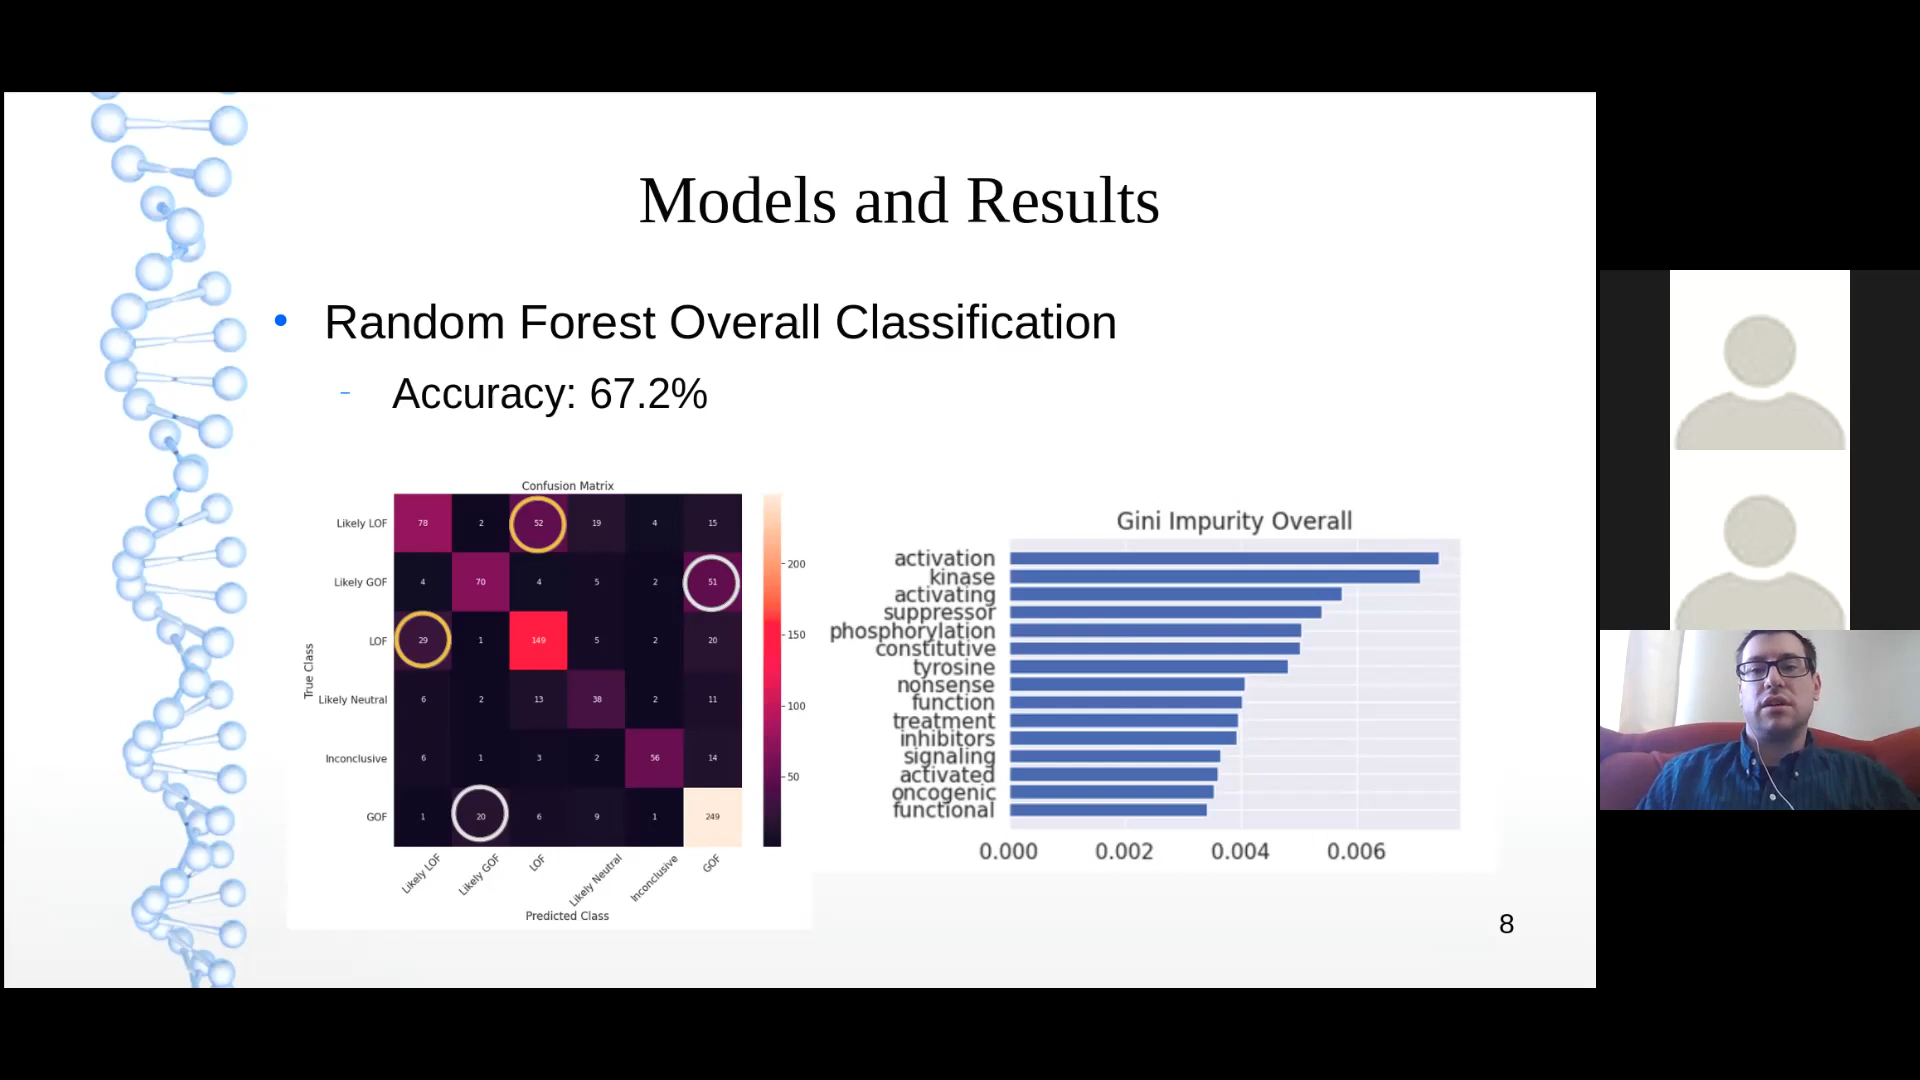 Models and Results
• Random Forest Overall Classification
– Accuracy: 67.2%
Confusion Matrix
True Class
Likely LOF 78 2 52 19 4 15
Likely GOF 4 70 4 5 2 51
LOF 29 1 149 5 2 20
Likely Neutral 6 2 13 38 2 11
Inconclusive 6 1 3 2 56 14
GOF 1 20 6 9 1 249
Likely LOF Likely GOF LOF Likely Neutral Inconclusive GOF
Predicted Class
200
150
100
50
Gini Impurity Overall
activation
kinase
activating
suppressor
phosphorylation
constitutive
tyrosine
nonsense
function
treatment
inhibitors
signaling
activated
oncogenic
functional
0.000 0.002 0.004 0.006
8